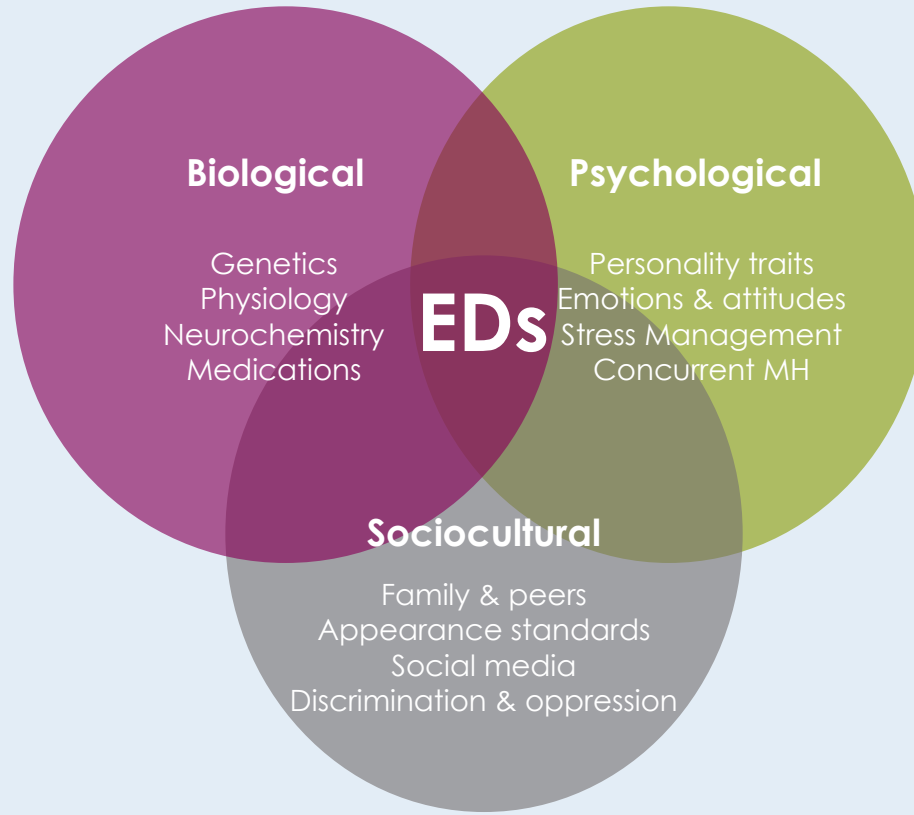 Biological
Genetics
Physiology
Neurochemistry
Medications
EDs
Psychological
Personality traits
Emotions & attitudes
Stress Management
Concurrent MH
Sociocultural
Family & peers
Appearance standards
Social media
Discrimination & oppression